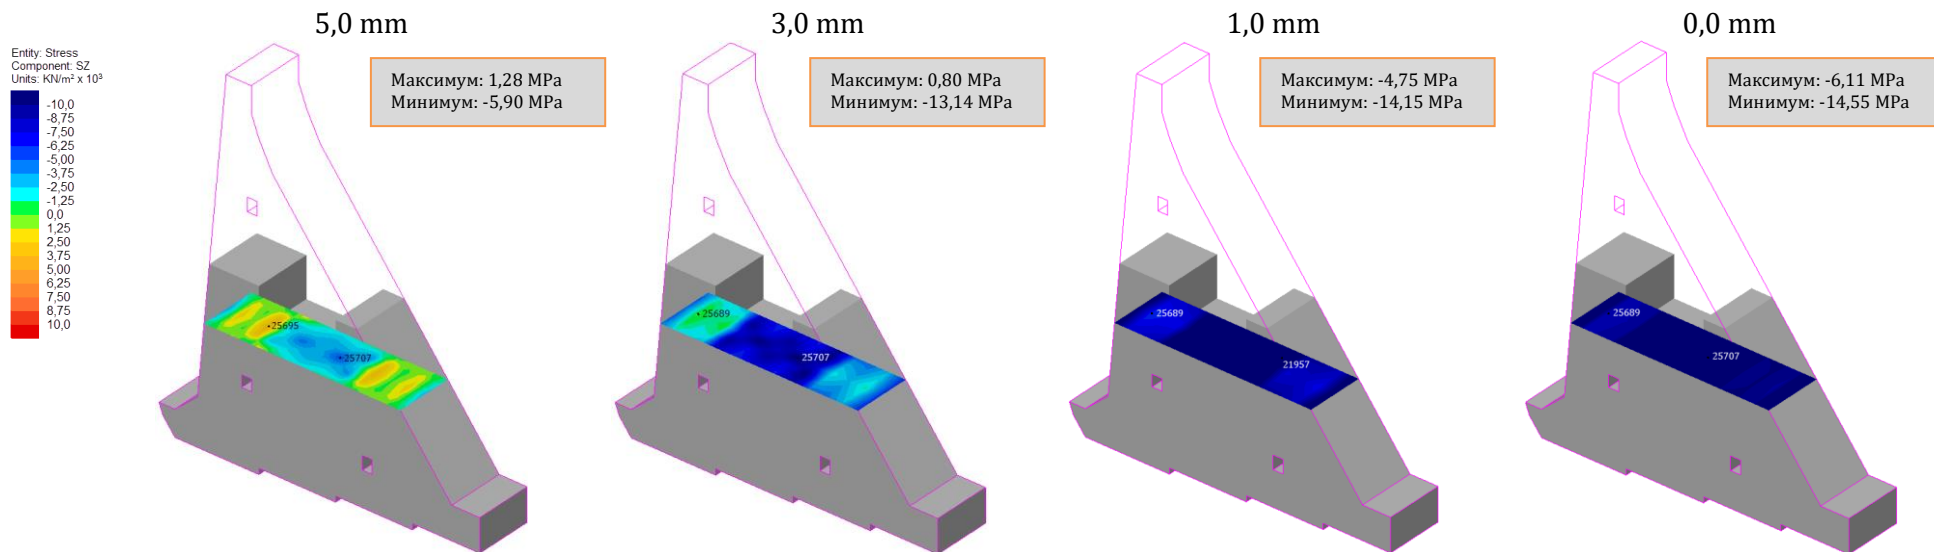 5,0 mm
3,0 mm
1,0 mm
0,0 mm
Entity: Stress
Component: SZ
Units: KN/m² x 10³
-10,0
-8,75
-7,50
-6,25
-5,00
-3,75
-2,50
-1,25
0,0
1,25
2,50
3,75
5,00
6,25
7,50
8,75
10,0
Максимум: 1,28 MPa
Минимум: -5,90 MPa
Максимум: 0,80 MPa
Минимум: -13,14 MPa
Максимум: -4,75 MPa
Минимум: -14,15 MPa
Максимум: -6,11 MPa
Минимум: -14,55 MPa
25695
25707
25689
25707
25689
21957
25689
25707